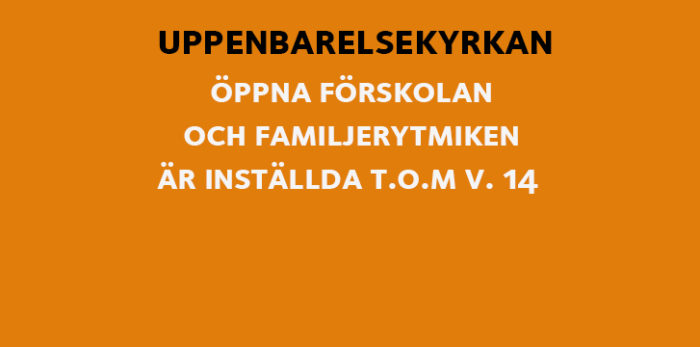 UPPENBARELSEKYRKAN
ÖPPNA FÖRSKOLAN
OCH FAMILJERYTMIKEN
ÄR INSTÄLLDA T.O.M V. 14